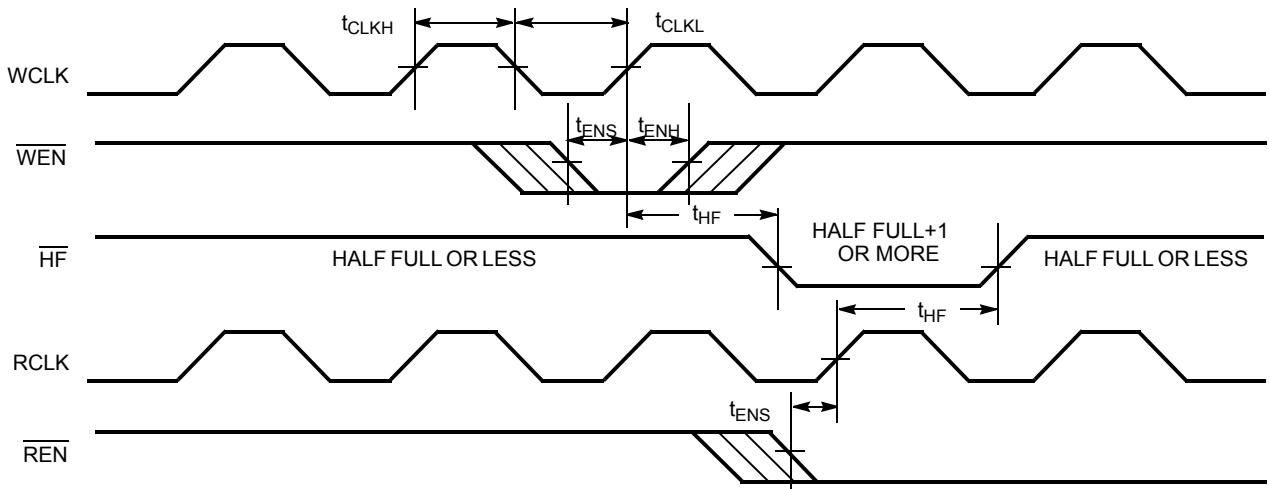 tCLKH
tCLKL
WCLK
tENS
tENH
WEN
tHF
HF
HALF FULL OR LESS
HALF FULL+1
OR MORE
HALF FULL OR LESS
tHF
RCLK
tENS
REN